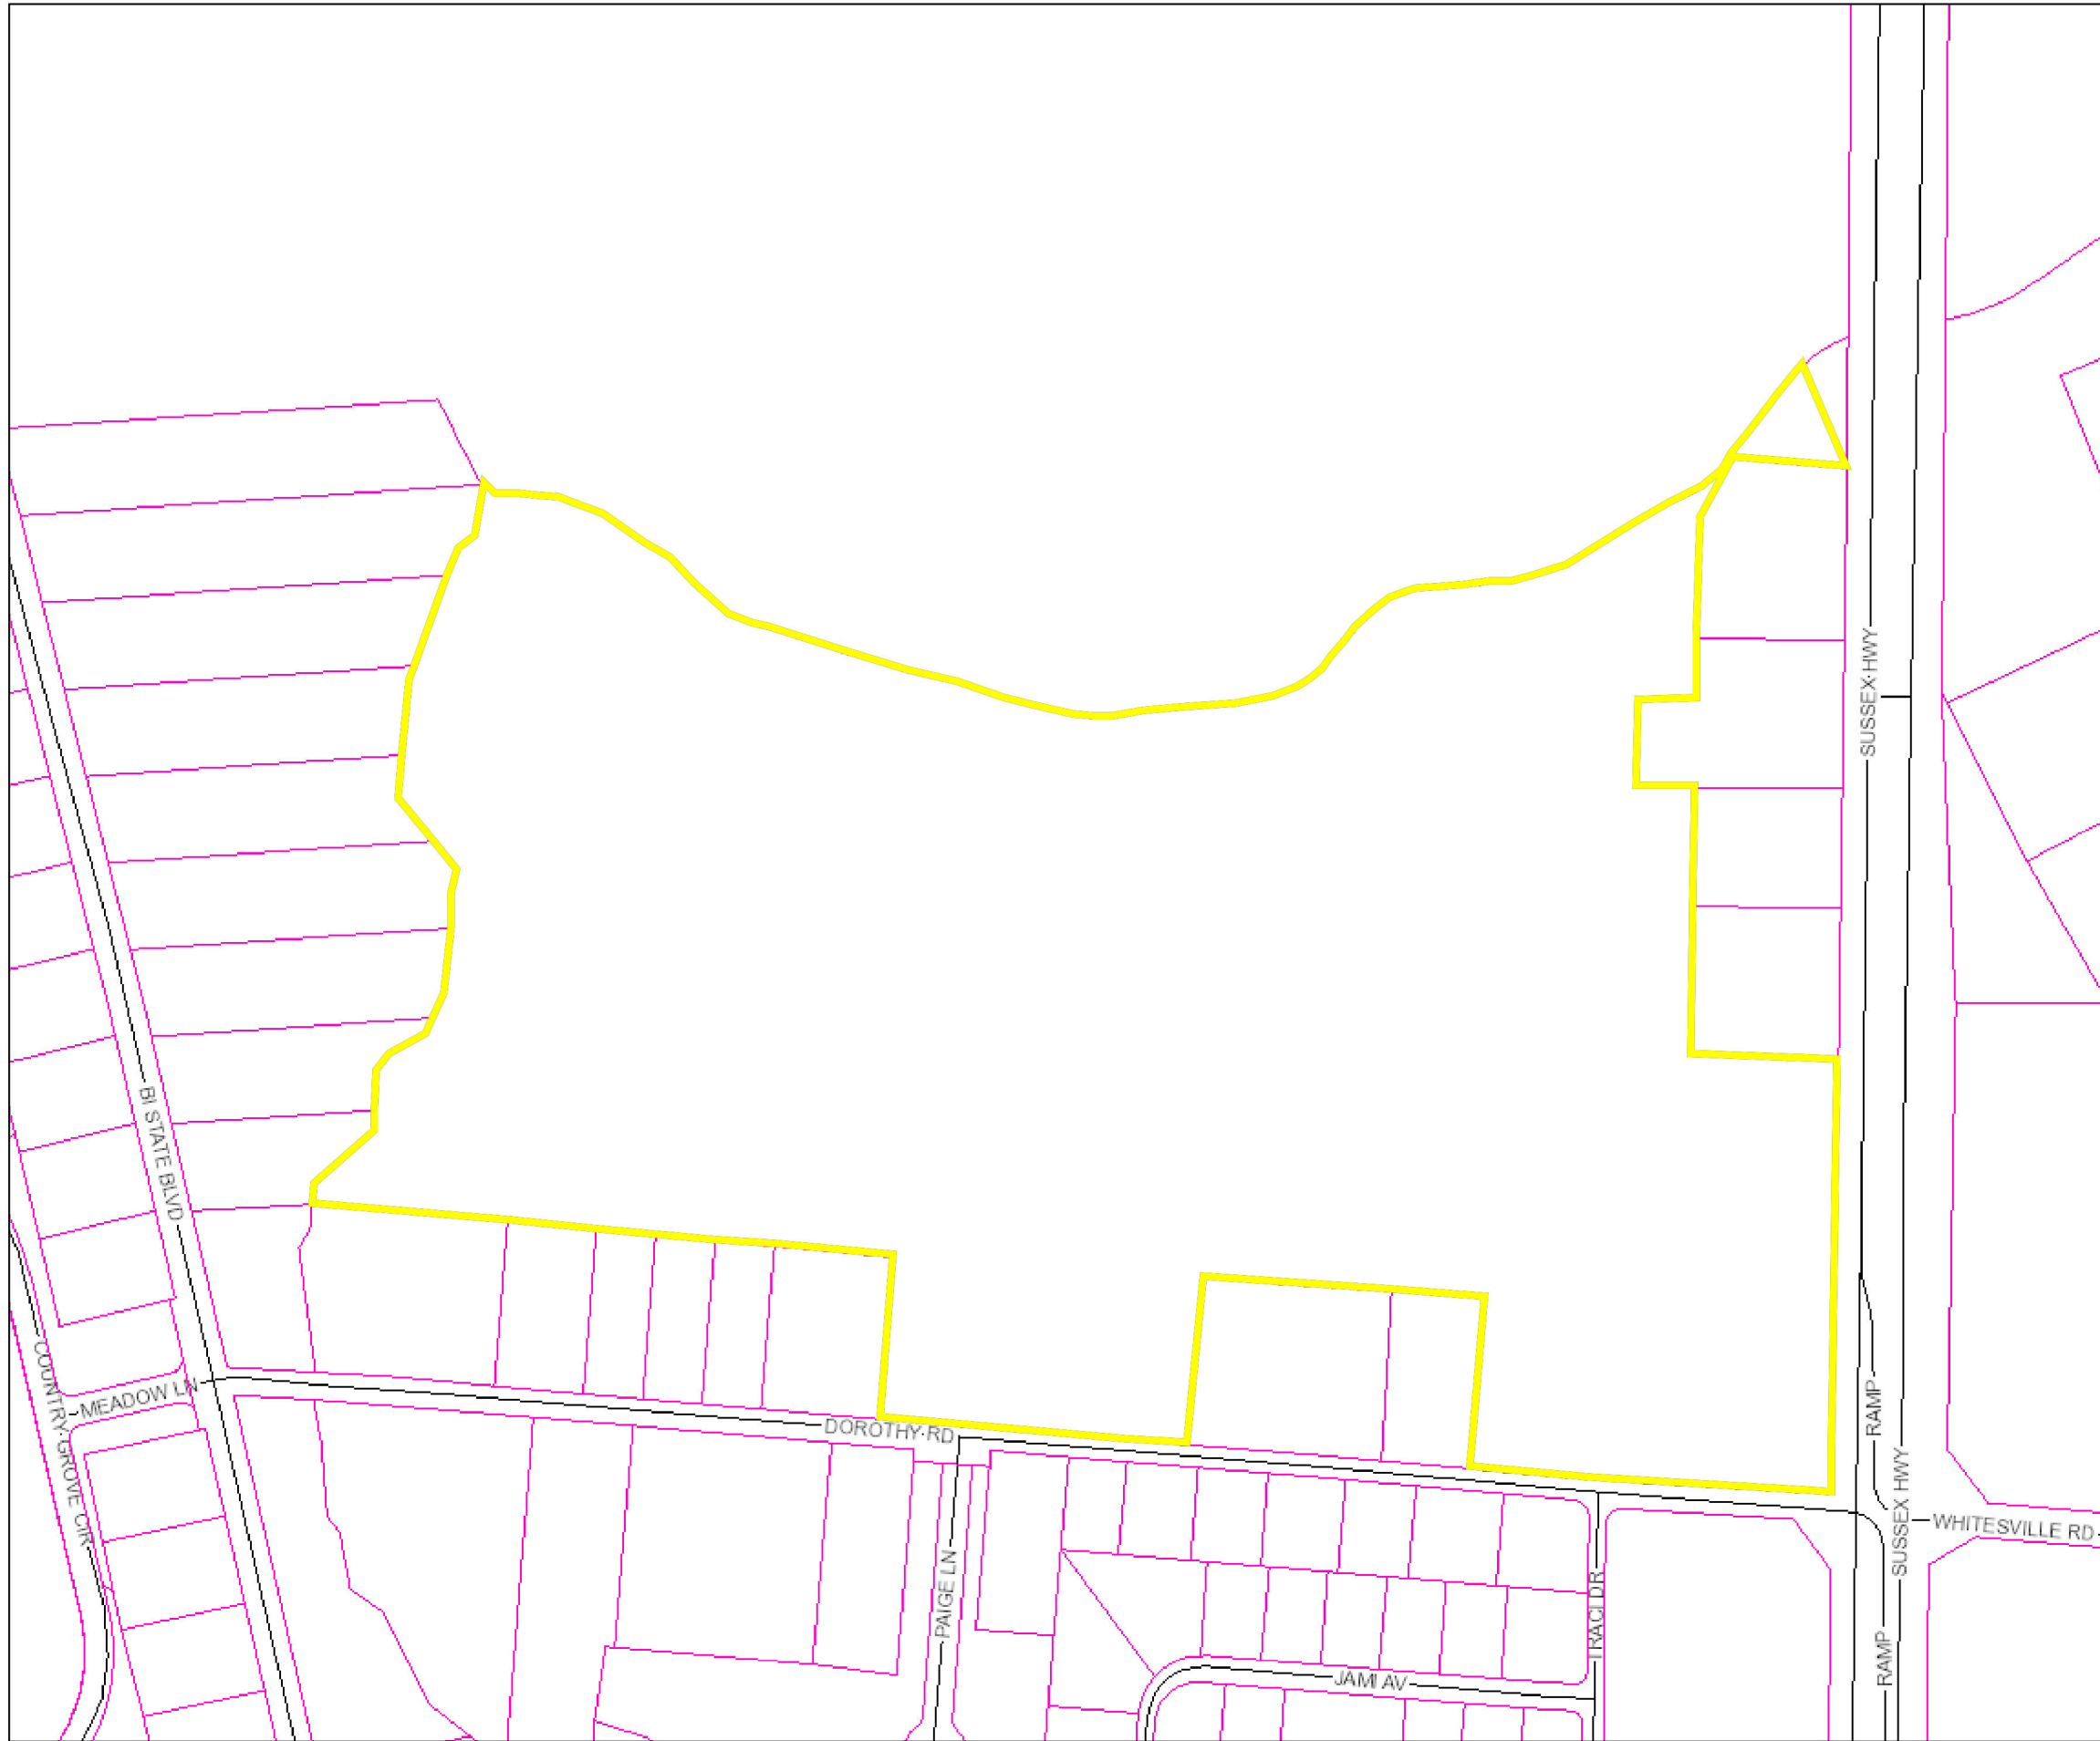 SUSSEX HWY
BI STATE BLVD
COUNTRY GROVE CIR
MEADOW LN
DOROTHY RD
RAMP
SUSSEX HWY
WHITESVILLE RD
PAIGE LN
TRACI DR
JAMI AV
RAMP